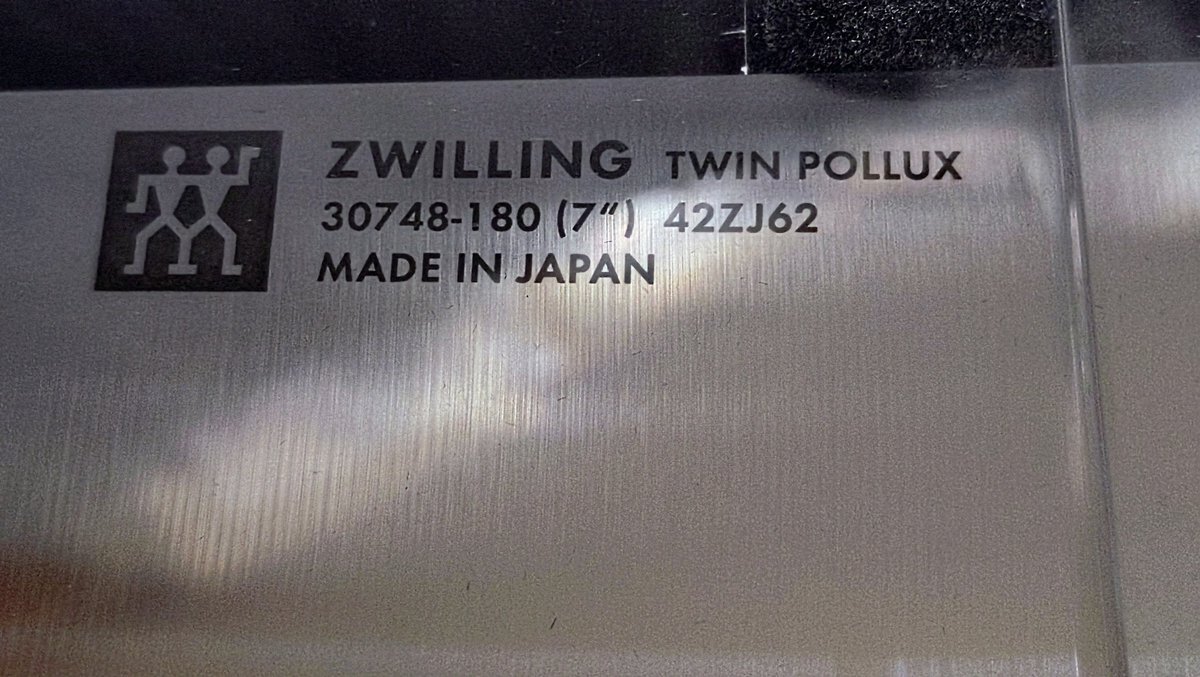 ZWILLING TWIN POLLUX
30748-180 (7“) 42ZJ62
MADE IN JAPAN